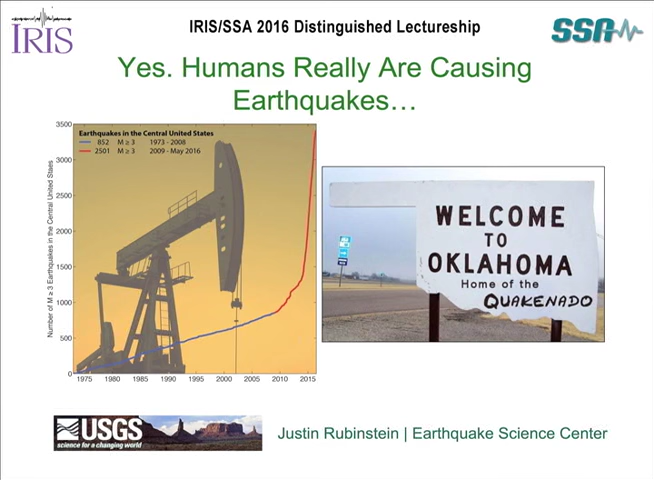 IRIS
IRIS/SSA 2016 Distinguished Lectureship
SSA
Yes. Humans Really Are Causing
Earthquakes…
Number of M ≥ 3 Earthquakes in the Central United Staes
3500
3000
2500
2000
1500
1000
500
0
Earthquakes in the Central United States
852 M ≥ 3 1973 - 2008
2501 M ≥ 3 2009 - May 2016
1975 1980 1985 1990 1995 2000 2005 2010 2015
WELCOME
TO
OKLAHOMA
Home of the
QUAKENADO
USGS
science for a changing world
Justin Rubinstein | Earthquake Science Center